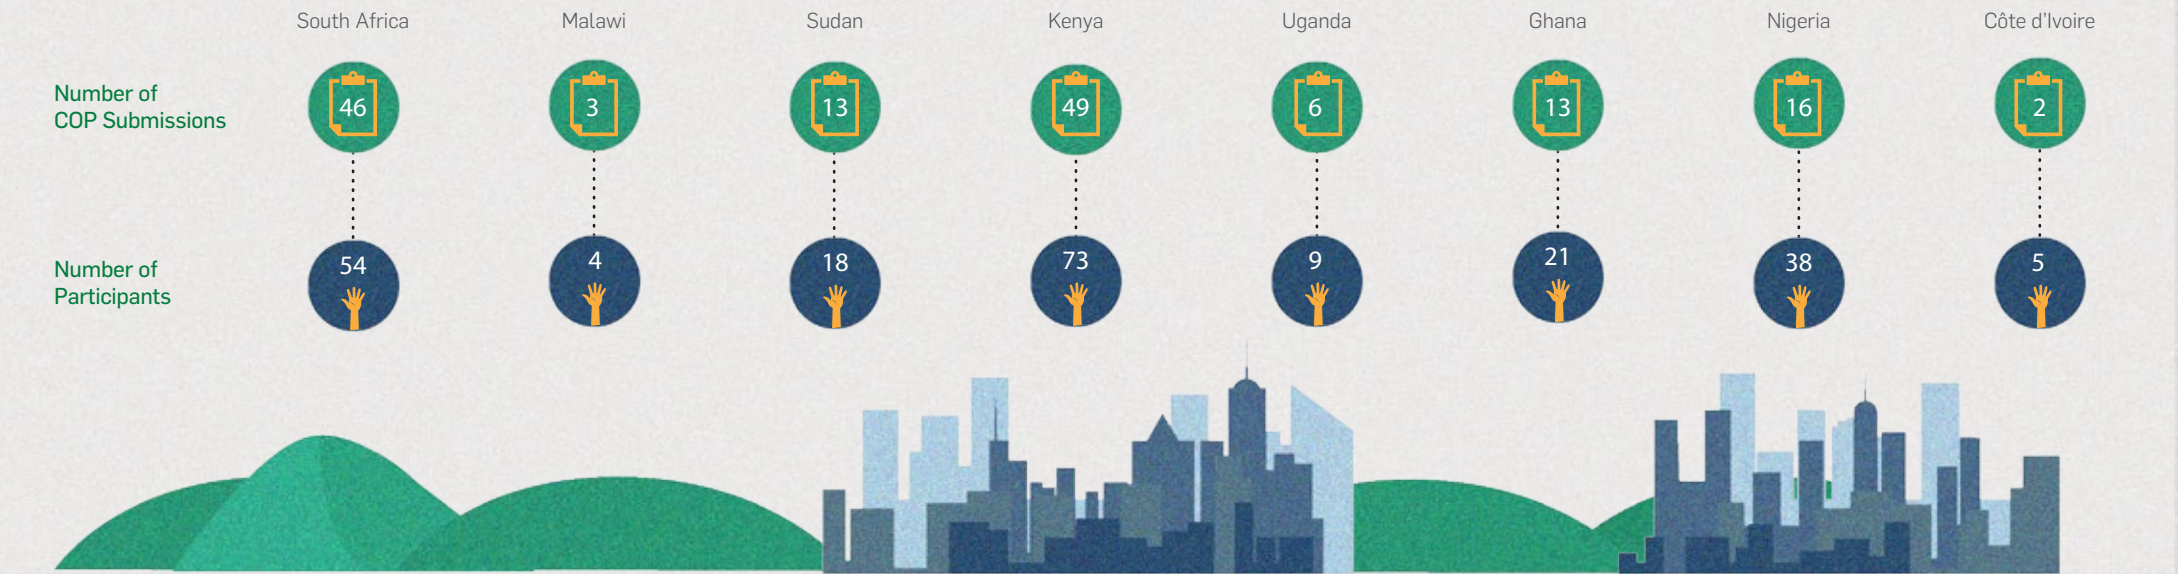 South Africa Malawi Sudan Kenya Uganda Ghana Nigeria Côte d'Ivoire
Number of
COP Submissions
46 3 13 49 6 13 16 2
Number of
Participants
54 4 18 73 9 21 38 5